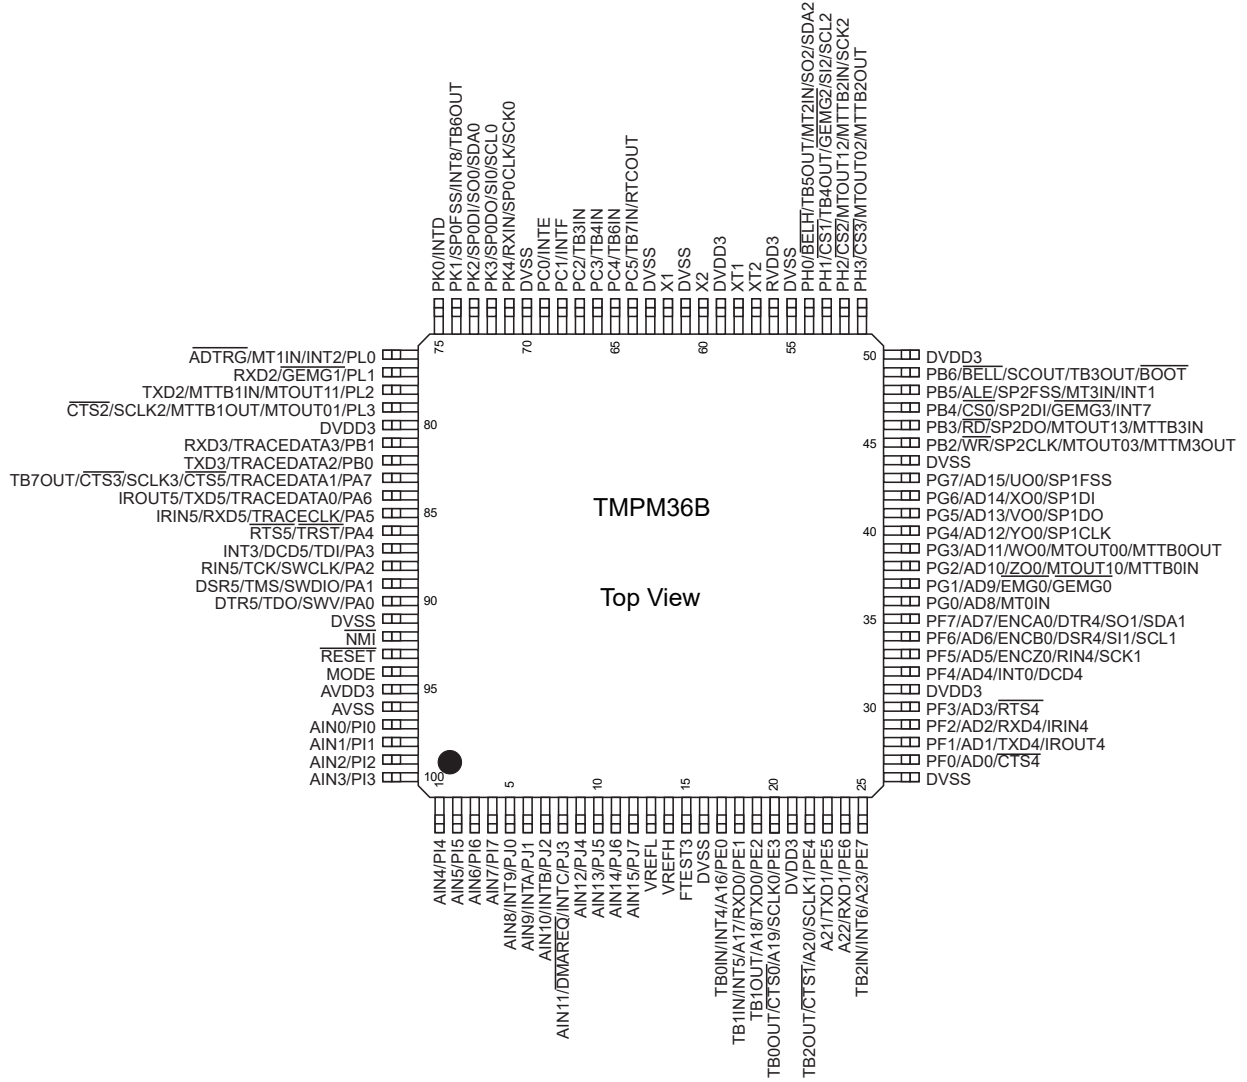 PK0/INTD
PK1/SP0FSS/INT8/TB6OUT
PK2/SP0DI/SO0/SDA0
PK3/SP0DO/SI0/SCL0
PK4/RXIN/SP0CLK/SCK0
DVSS
PC0/INTE
PC1/INTF
PC2/TB3IN
PC3/TB4IN
PC4/TB6IN
PC5/TB7IN/RTCOUT
DVSS
X1
DVSS
X2
DVDD3
XT1
XT2
RVDD3
DVSS
PH0/BELH/TB5OUT/MT2IN/SO2/SDA2
PH1/CS1/TB4OUT/GEMG2/SI2/SCL2
PH2/CS2/MTOUT12/MTTB2IN/SCK2
PH3/CS3/MTOUT02/MTTB2OUT
75
70
65
60
55
50
ADTRG/MT1IN/INT2/PL0
RXD2/GEMG1/PL1
TXD2/MTTB1IN/MTOUT11/PL2
CTS2/SCLK2/MTTB1OUT/MTOUT01/PL3
DVDD3
RXD3/TRACEDATA3/PB1
TXD3/TRACEDATA2/PB0
TB7OUT/CTS3/SCLK3/CTS5/TRACEDATA1/PA7
IROUT5/TXD5/TRACEDATA0/PA6
IRIN5/RXD5/TRACECLK/PA5
RTS5/TRST/PA4
INT3/DCD5/TDI/PA3
RIN5/TCK/SWCLK/PA2
DSR5/TMS/SWDIO/PA1
DTR5/TDO/SWV/PA0
DVSS
NMI
RESET
MODE
AVDD3
AVSS
AIN0/PI0
AIN1/PI1
AIN2/PI2
AIN3/PI3
80
85
90
95
100
TMPM36B
Top View
45
40
35
30
DVDD3
PB6/BELL/SCOUT/TB3OUT/BOOT
PB5/ALE/SP2FSS/MT3IN/INT1
PB4/CS0/SP2DI/GEMG3/INT7
PB3/RD/SP2DO/MTOUT13/MTTB3IN
PB2/WR/SP2CLK/MTOUT03/MTTM3OUT
DVSS
PG7/AD15/UO0/SP1FSS
PG6/AD14/XO0/SP1DI
PG5/AD13/VO0/SP1DO
PG4/AD12/YO0/SP1CLK
PG3/AD11/WO0/MTOUT00/MTTB0OUT
PG2/AD10/ZO0/MTOUT10/MTTB0IN
PG1/AD9/EMG0/GEMG0
PG0/AD8/MT0IN
PF7/AD7/ENCA0/DTR4/SO1/SDA1
PF6/AD6/ENCB0/DSR4/SI1/SCL1
PF5/AD5/ENCZ0/RIN4/SCK1
PF4/AD4/INT0/DCD4
DVDD3
PF3/AD3/RTS4
PF2/AD2/RXD4/IRIN4
PF1/AD1/TXD4/IROUT4
PF0/AD0/CTS4
DVSS
1
5
10
15
20
25
AIN4/PI4
AIN5/PI5
AIN6/PI6
AIN7/PI7
AIN8/INT9/PJ0
AIN9/INTA/PJ1
AIN10/INTB/PJ2
AIN11/DMAREQ/INTC/PJ3
AIN12/PJ4
AIN13/PJ5
AIN14/PJ6
AIN15/PJ7
VREFL
VREFH
FTEST3
DVSS
TB0IN/INT4/A16/PE0
TB1IN/INT5/A17/RXD0/PE1
TB1OUT/A18/TXD0/PE2
TB0OUT/CTS0/A19/SCLK0/PE3
DVDD3
TB2OUT/CTS1/A20/SCLK1/PE4
A21/TXD1/PE5
A22/RXD1/PE6
TB2IN/INT6/A23/PE7